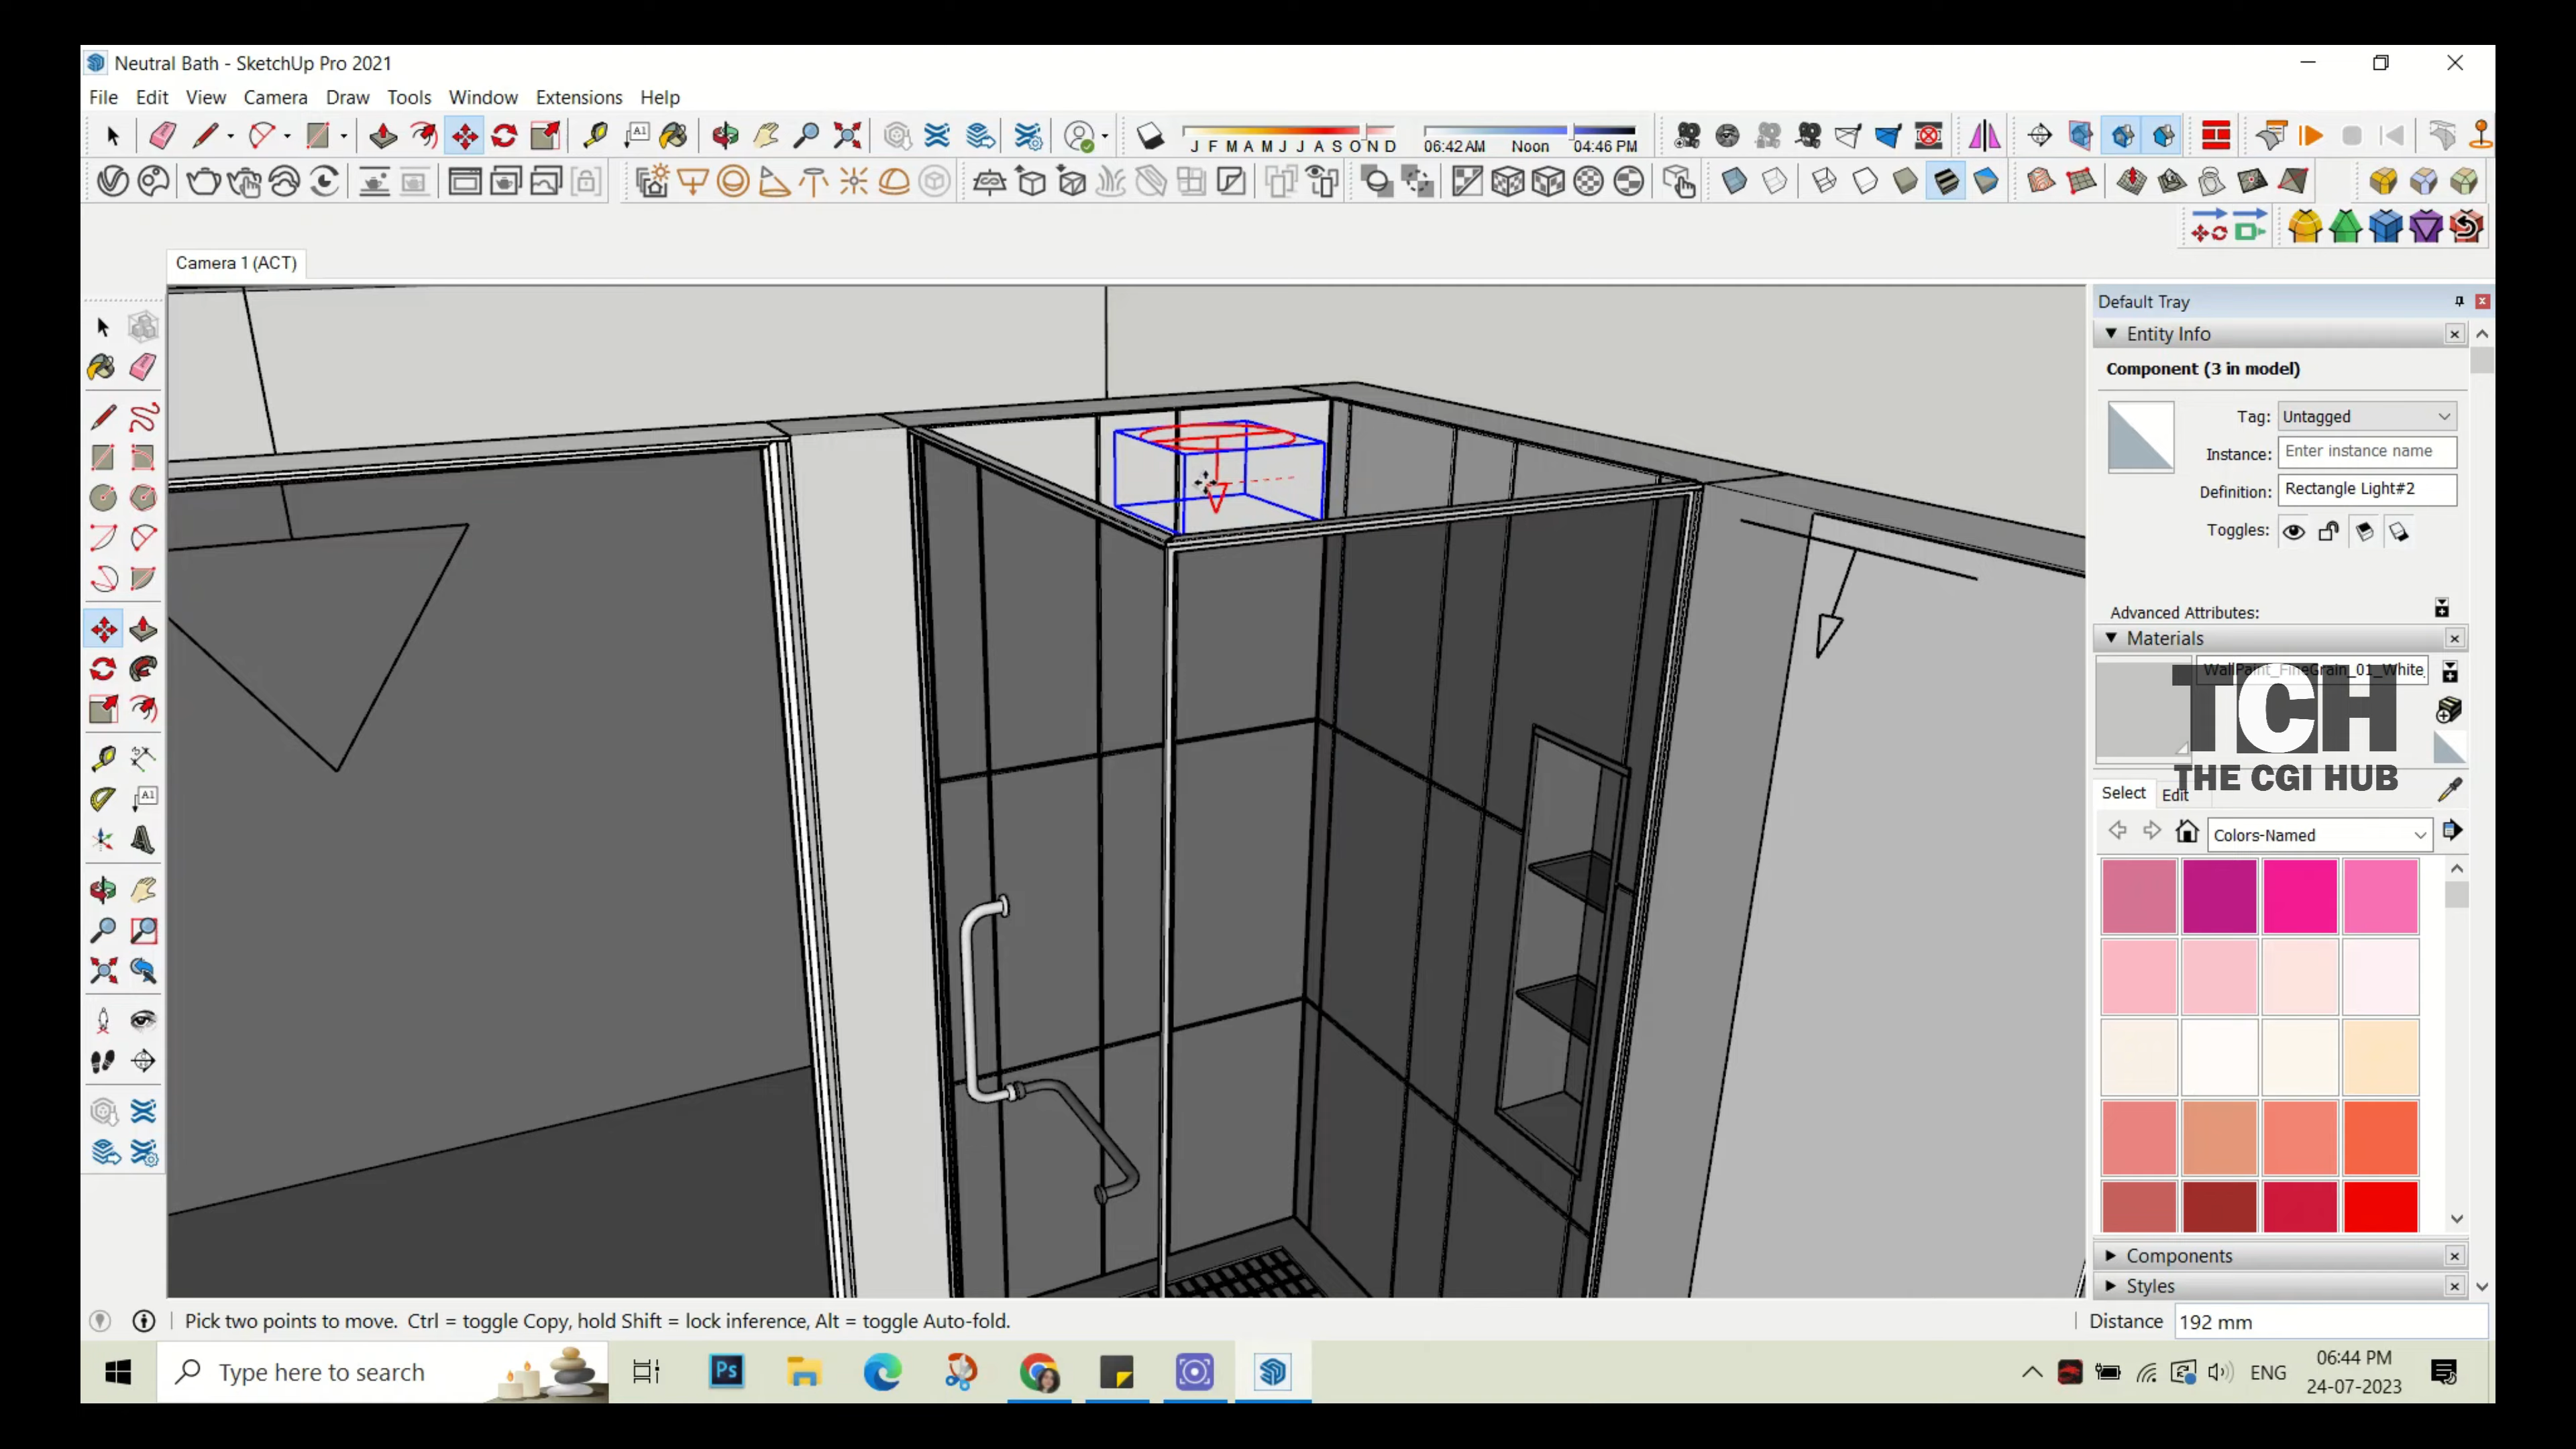 Neutral Bath - SketchUp Pro 2021
File Edit View Camera Draw Tools Window Extensions Help
A1
J F M A M J J A S O N D
06:42 AM Noon 04:46 PM
Camera 1 (ACT)
Default Tray
Entity Info
Component (3 in model)
Tag: Untagged
Instance: Enter instance name
Definition: Rectangle Light#2
Toggles:
Advanced Attributes:
Materials
WallPaint_FineGrain_01_White_
TCH
THE CGI HUB
Select Edit
Colors-Named
A1
Components
Styles
Pick two points to move. Ctrl = toggle Copy, hold Shift = lock inference, Alt = toggle Auto-fold.
Distance 192 mm
Type here to search
Ps
ENG
06:44 PM
24-07-2023